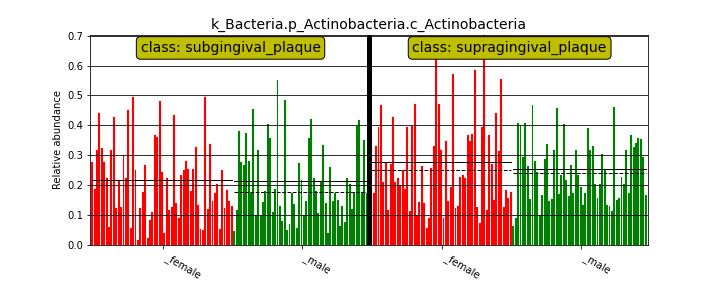 k_Bacteria.p_Actinobacteria.c_Actinobacteria
class: subgingival_plaque
class: supragingival_plaque
Relative abundance
0.7
0.6
0.5
0.4
0.3
0.2
0.1
0.0
_female
_male
_female
_male